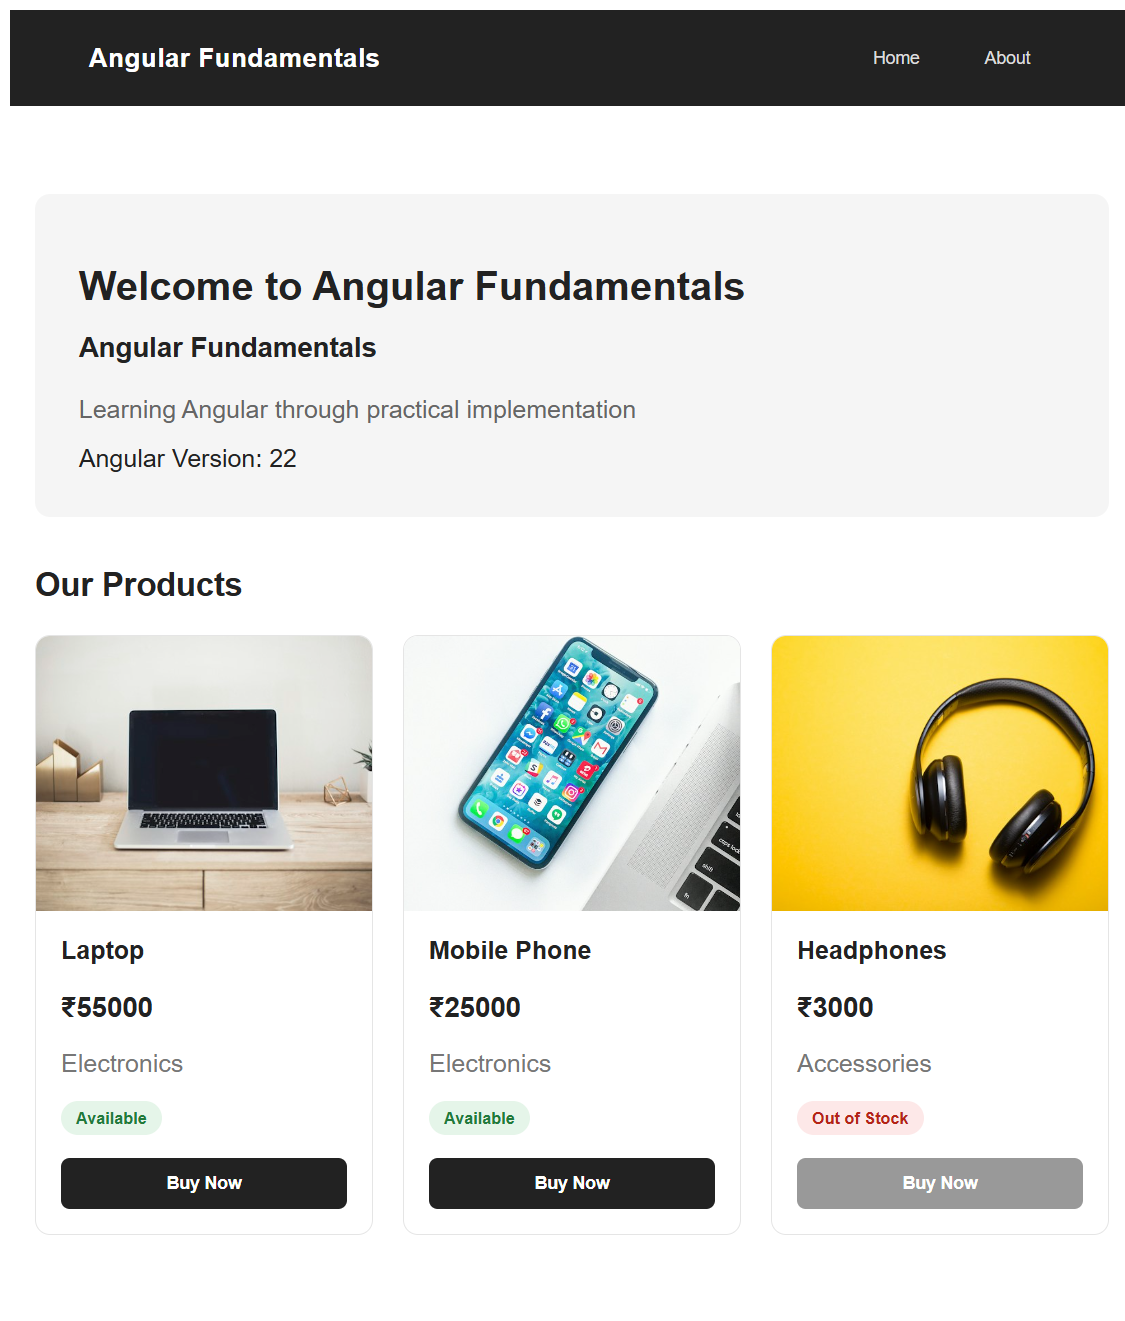 Angular Fundamentals
Home
About
Welcome to Angular Fundamentals
Angular Fundamentals
Learning Angular through practical implementation
Angular Version: 22
Our Products
Laptop
₹55000
Electronics
Available
Buy Now
Mobile Phone
₹25000
Electronics
Available
Buy Now
Headphones
₹3000
Accessories
Out of Stock
Buy Now
shift
fn